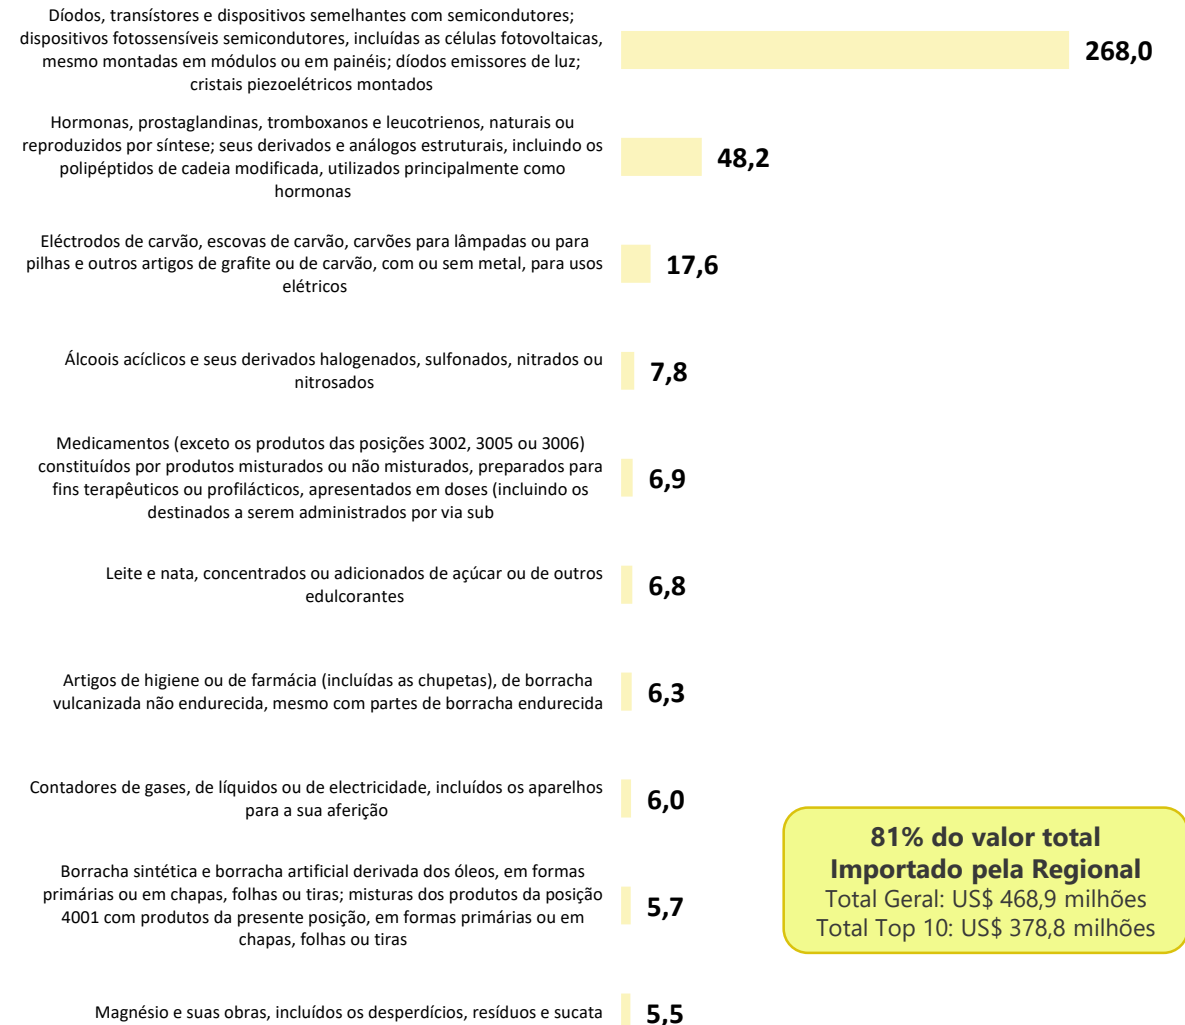 Díodos, transístores e dispositivos semelhantes com semicondutores;
dispositivos fotossensíveis semicondutores, incluídas as células fotovoltaicas,
mesmo montadas em módulos ou em painéis; díodos emissores de luz;
cristais piezoelétricos montados
268,0
Hormonas, prostaglandinas, tromboxanos e leucotrienos, naturais ou
reproduzidos por síntese; seus derivados e análogos estruturais, incluindo os
polipéptidos de cadeia modificada, utilizados principalmente como
hormonas
48,2
Eléctrodos de carvão, escovas de carvão, carvões para lâmpadas ou para
pilhas e outros artigos de grafite ou de carvão, com ou sem metal, para usos
elétricos
17,6
Álcoois acíclicos e seus derivados halogenados, sulfonados, nitrados ou
nitrosados
7,8
Medicamentos (exceto os produtos das posições 3002, 3005 ou 3006)
constituídos por produtos misturados ou não misturados, preparados para
fins terapêuticos ou profilácticos, apresentados em doses (incluindo os
destinados a serem administrados por via sub
6,9
Leite e nata, concentrados ou adicionados de açúcar ou de outros
edulcorantes
6,8
Artigos de higiene ou de farmácia (incluídas as chupetas), de borracha
vulcanizada não endurecida, mesmo com partes de borracha endurecida
6,3
Contadores de gases, de líquidos ou de electricidade, incluídos os aparelhos
para a sua aferição
6,0
Borracha sintética e borracha artificial derivada dos óleos, em formas
primárias ou em chapas, folhas ou tiras; misturas dos produtos da posição
4001 com produtos da presente posição, em formas primárias ou em
chapas, folhas ou tiras
5,7
Magnésio e suas obras, incluídos os desperdícios, resíduos e sucata
5,5
81% do valor total
Importado pela Regional
Total Geral: US$ 468,9 milhões
Total Top 10: US$ 378,8 milhões